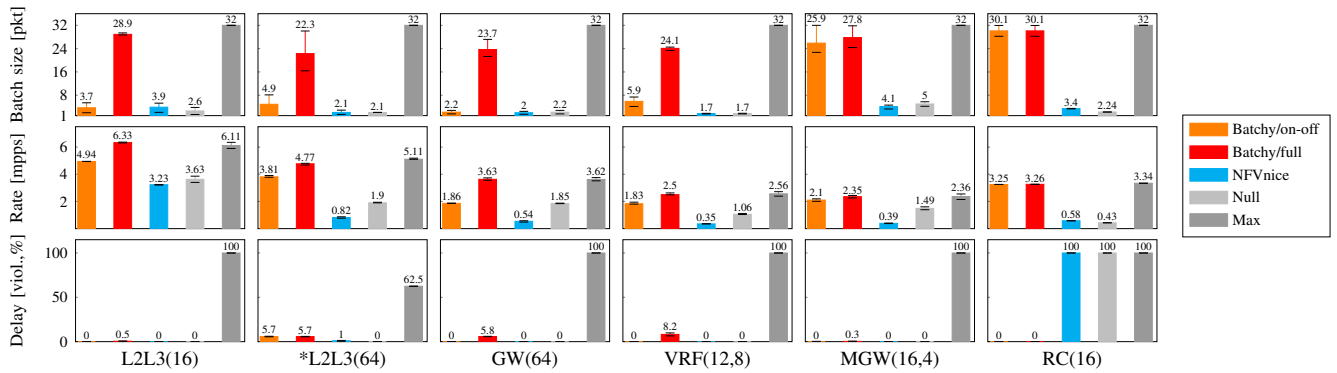 Batch size [pkt]
32
24
16
8
1
3.7 28.9 3.9 2.6 32
4.9 22.3 2.1 2.1 32
2.2 23.7 2 2.2 32
5.9 24.1 1.7 1.7 32
25.9 27.8 4.1 5 32
30.1 30.1 3.4 2.24 32
Rate [mpps]
6
4
2
4.94 6.33 3.23 3.63 6.11
3.81 4.77 0.82 1.9 5.11
1.86 3.63 0.54 1.85 3.62
1.83 2.5 0.35 1.06 2.56
2.1 2.35 0.39 1.49 2.36
3.25 3.26 0.58 0.43 3.34
Delay [viol.,%]
100
50
0
0 0.5 0 0 100
5.7 5.7 1 0 62.5
0 5.8 0 0 100
0 8.2 0 0 100
0 0.3 0 0 100
0 0 100 100 100
L2L3(16)
*L2L3(64)
GW(64)
VRF(12,8)
MGW(16,4)
RC(16)
Batchy/on-off
Batchy/full
NFVnice
Null
Max